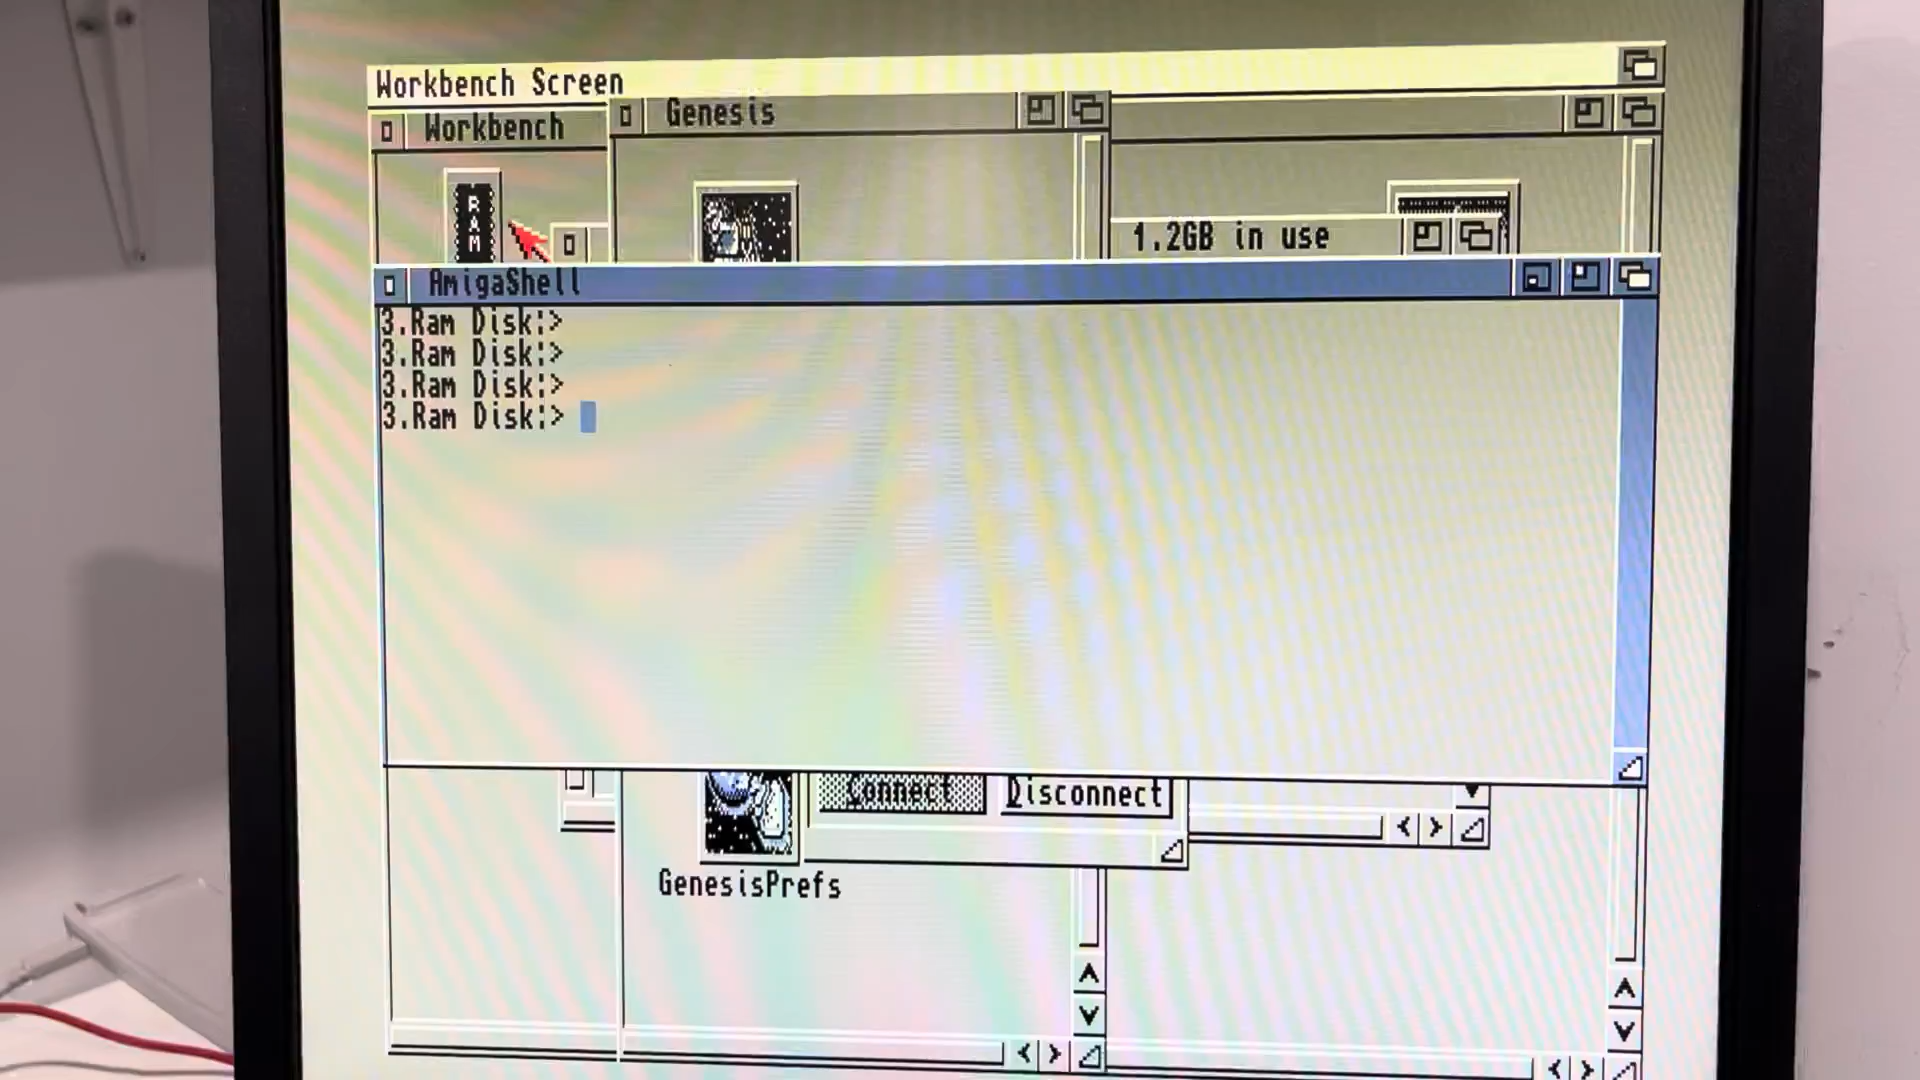 Workbench Screen
Workbench
Genesis
RAM
1.2GB in use
AmigaShell
3.Ram Disk:>
3.Ram Disk:>
3.Ram Disk:>
3.Ram Disk:>
Connect
Disconnect
GenesisPrefs